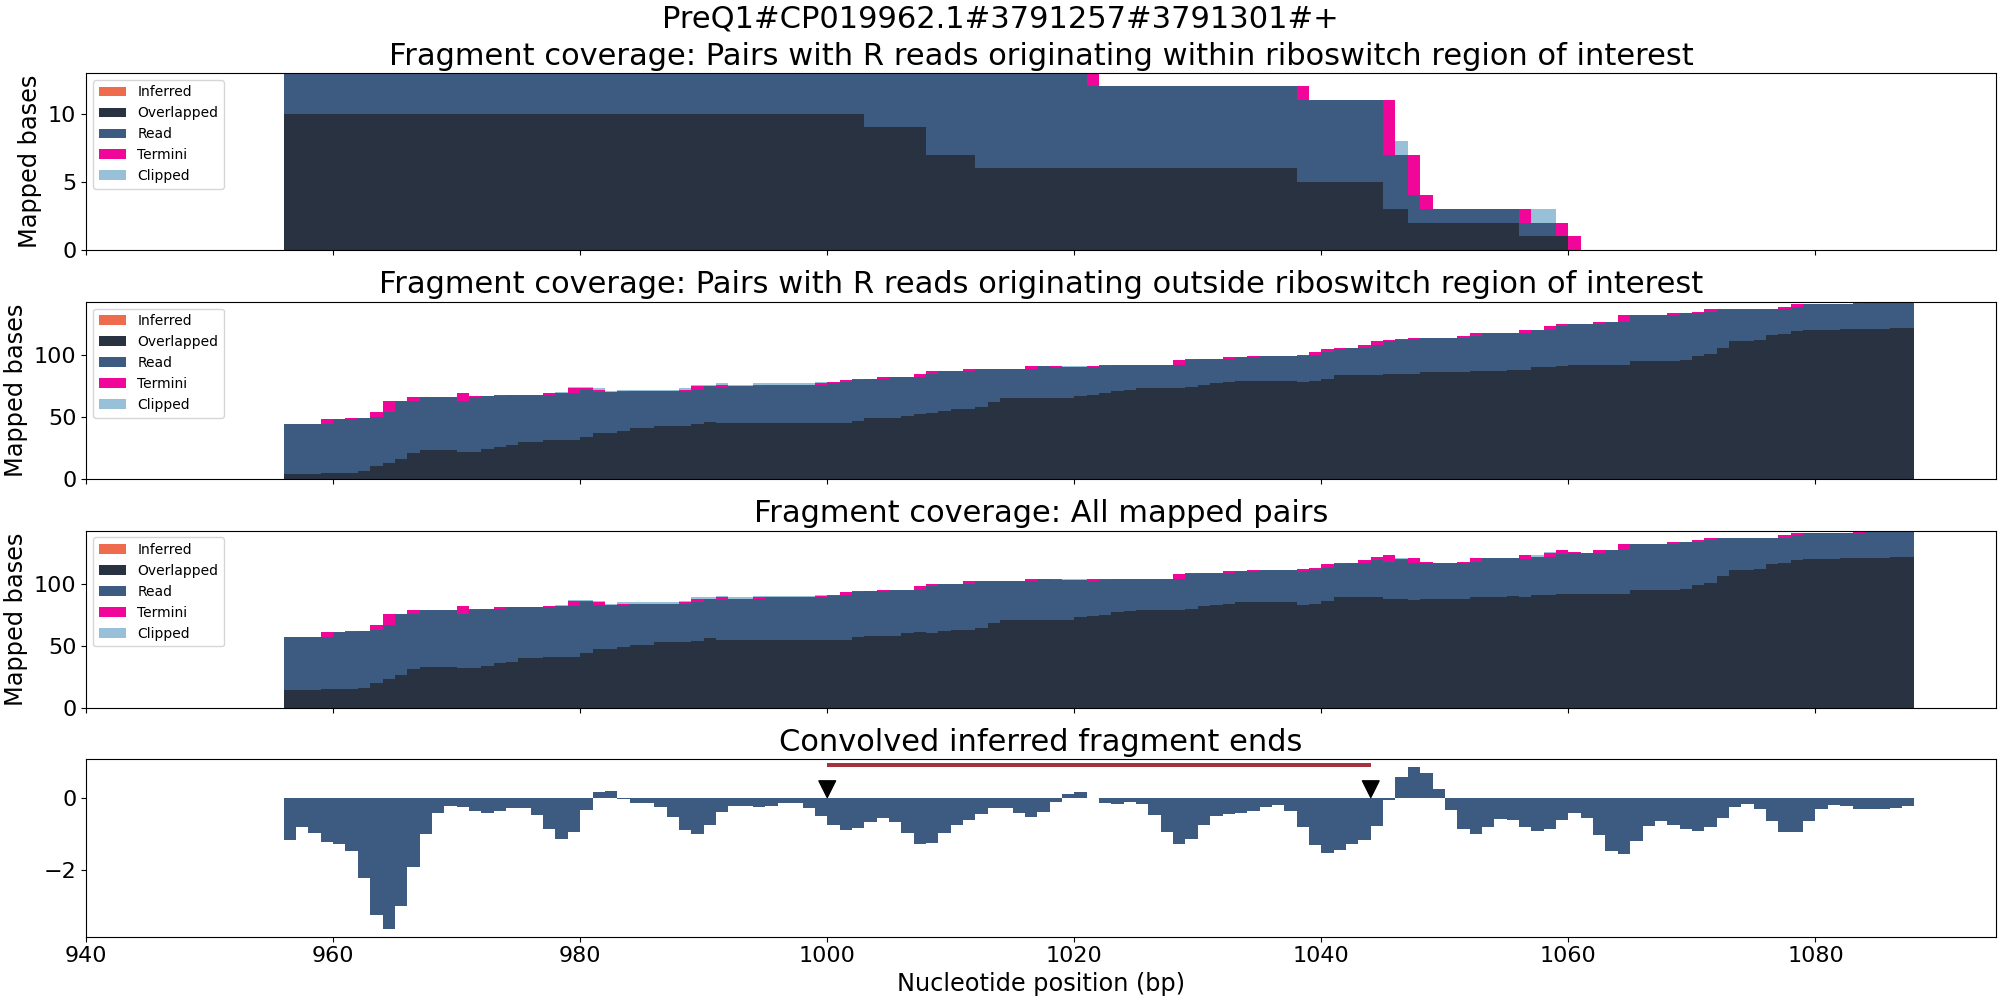 PreQ1#CP019962.1#3791257#3791301#+
Fragment coverage: Pairs with R reads originating within riboswitch region of interest
Mapped bases
10
5
0
Inferred
Overlapped
Read
Termini
Clipped
Fragment coverage: Pairs with R reads originating outside riboswitch region of interest
Mapped bases
100
50
0
Inferred
Overlapped
Read
Termini
Clipped
Fragment coverage: All mapped pairs
Mapped bases
100
50
0
Inferred
Overlapped
Read
Termini
Clipped
Convolved inferred fragment ends
0
−2
940 960 980 1000 1020 1040 1060 1080
Nucleotide position (bp)